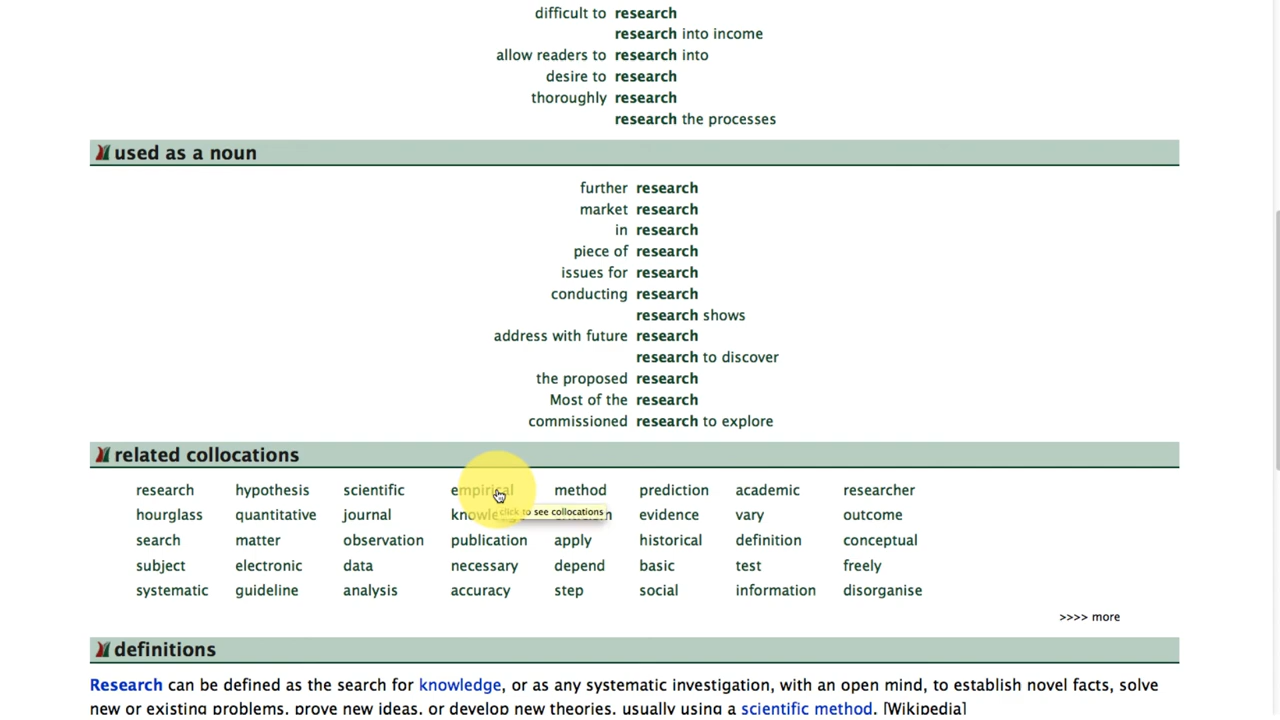 difficult to research
research into income
allow readers to research into
desire to research
thoroughly research
research the processes
used as a noun
further research
market research
in research
piece of research
issues for research
conducting research
research shows
address with future research
research to discover
the proposed research
Most of the research
commissioned research to explore
related collocations
research hypothesis scientific empirical method prediction academic researcher
hourglass quantitative journal evidence vary outcome
click to see collocations
search matter observation publication apply historical definition conceptual
subject electronic data necessary depend basic test freely
systematic guideline analysis accuracy step social information disorganise
>>>> more
definitions
Research can be defined as the search for knowledge, or as any systematic investigation, with an open mind, to establish novel facts, solve
new or existing problems, prove new ideas, or develop new theories, usually using a scientific method. [Wikipedia]